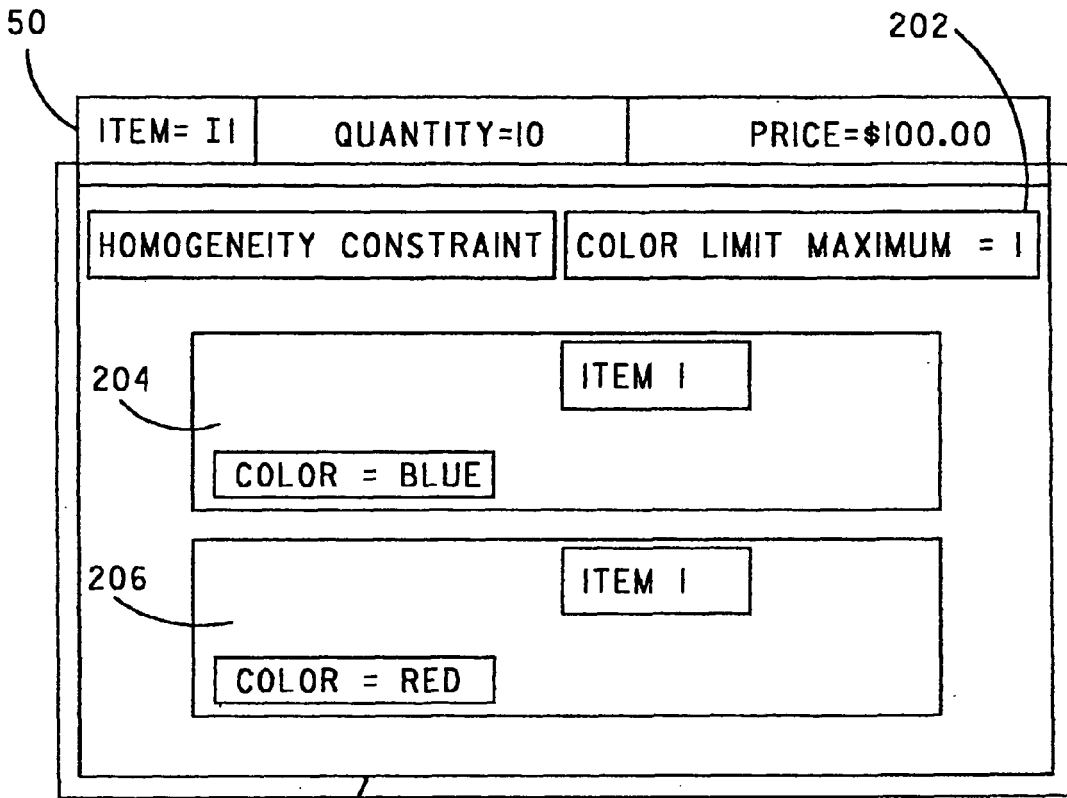 50
202
ITEM= I1
QUANTITY=10
PRICE=$100.00
HOMOGENEITY CONSTRAINT
COLOR LIMIT MAXIMUM = 1
204
ITEM 1
COLOR = BLUE
206
ITEM 1
COLOR = RED